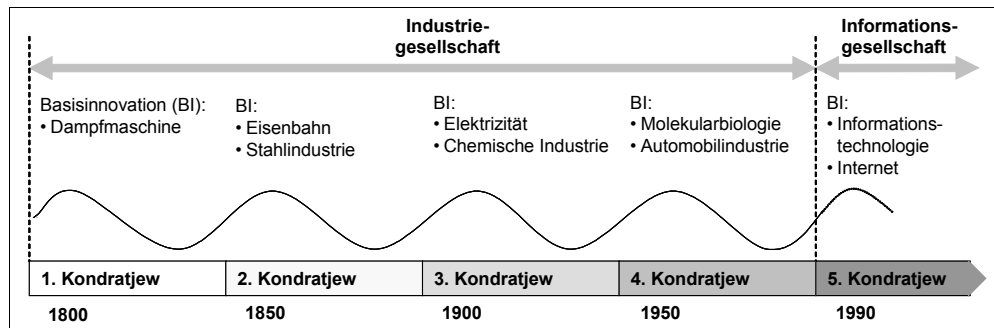 Industrie-
gesellschaft
Informations-
gesellschaft
Basisinnovation (BI):
• Dampfmaschine
BI:
• Eisenbahn
• Stahlindustrie
BI:
• Elektrizität
• Chemische Industrie
BI:
• Molekularbiologie
• Automobilindustrie
BI:
• Informations-
technologie
• Internet
1. Kondratjew
2. Kondratjew
3. Kondratjew
4. Kondratjew
5. Kondratjew
1800
1850
1900
1950
1990